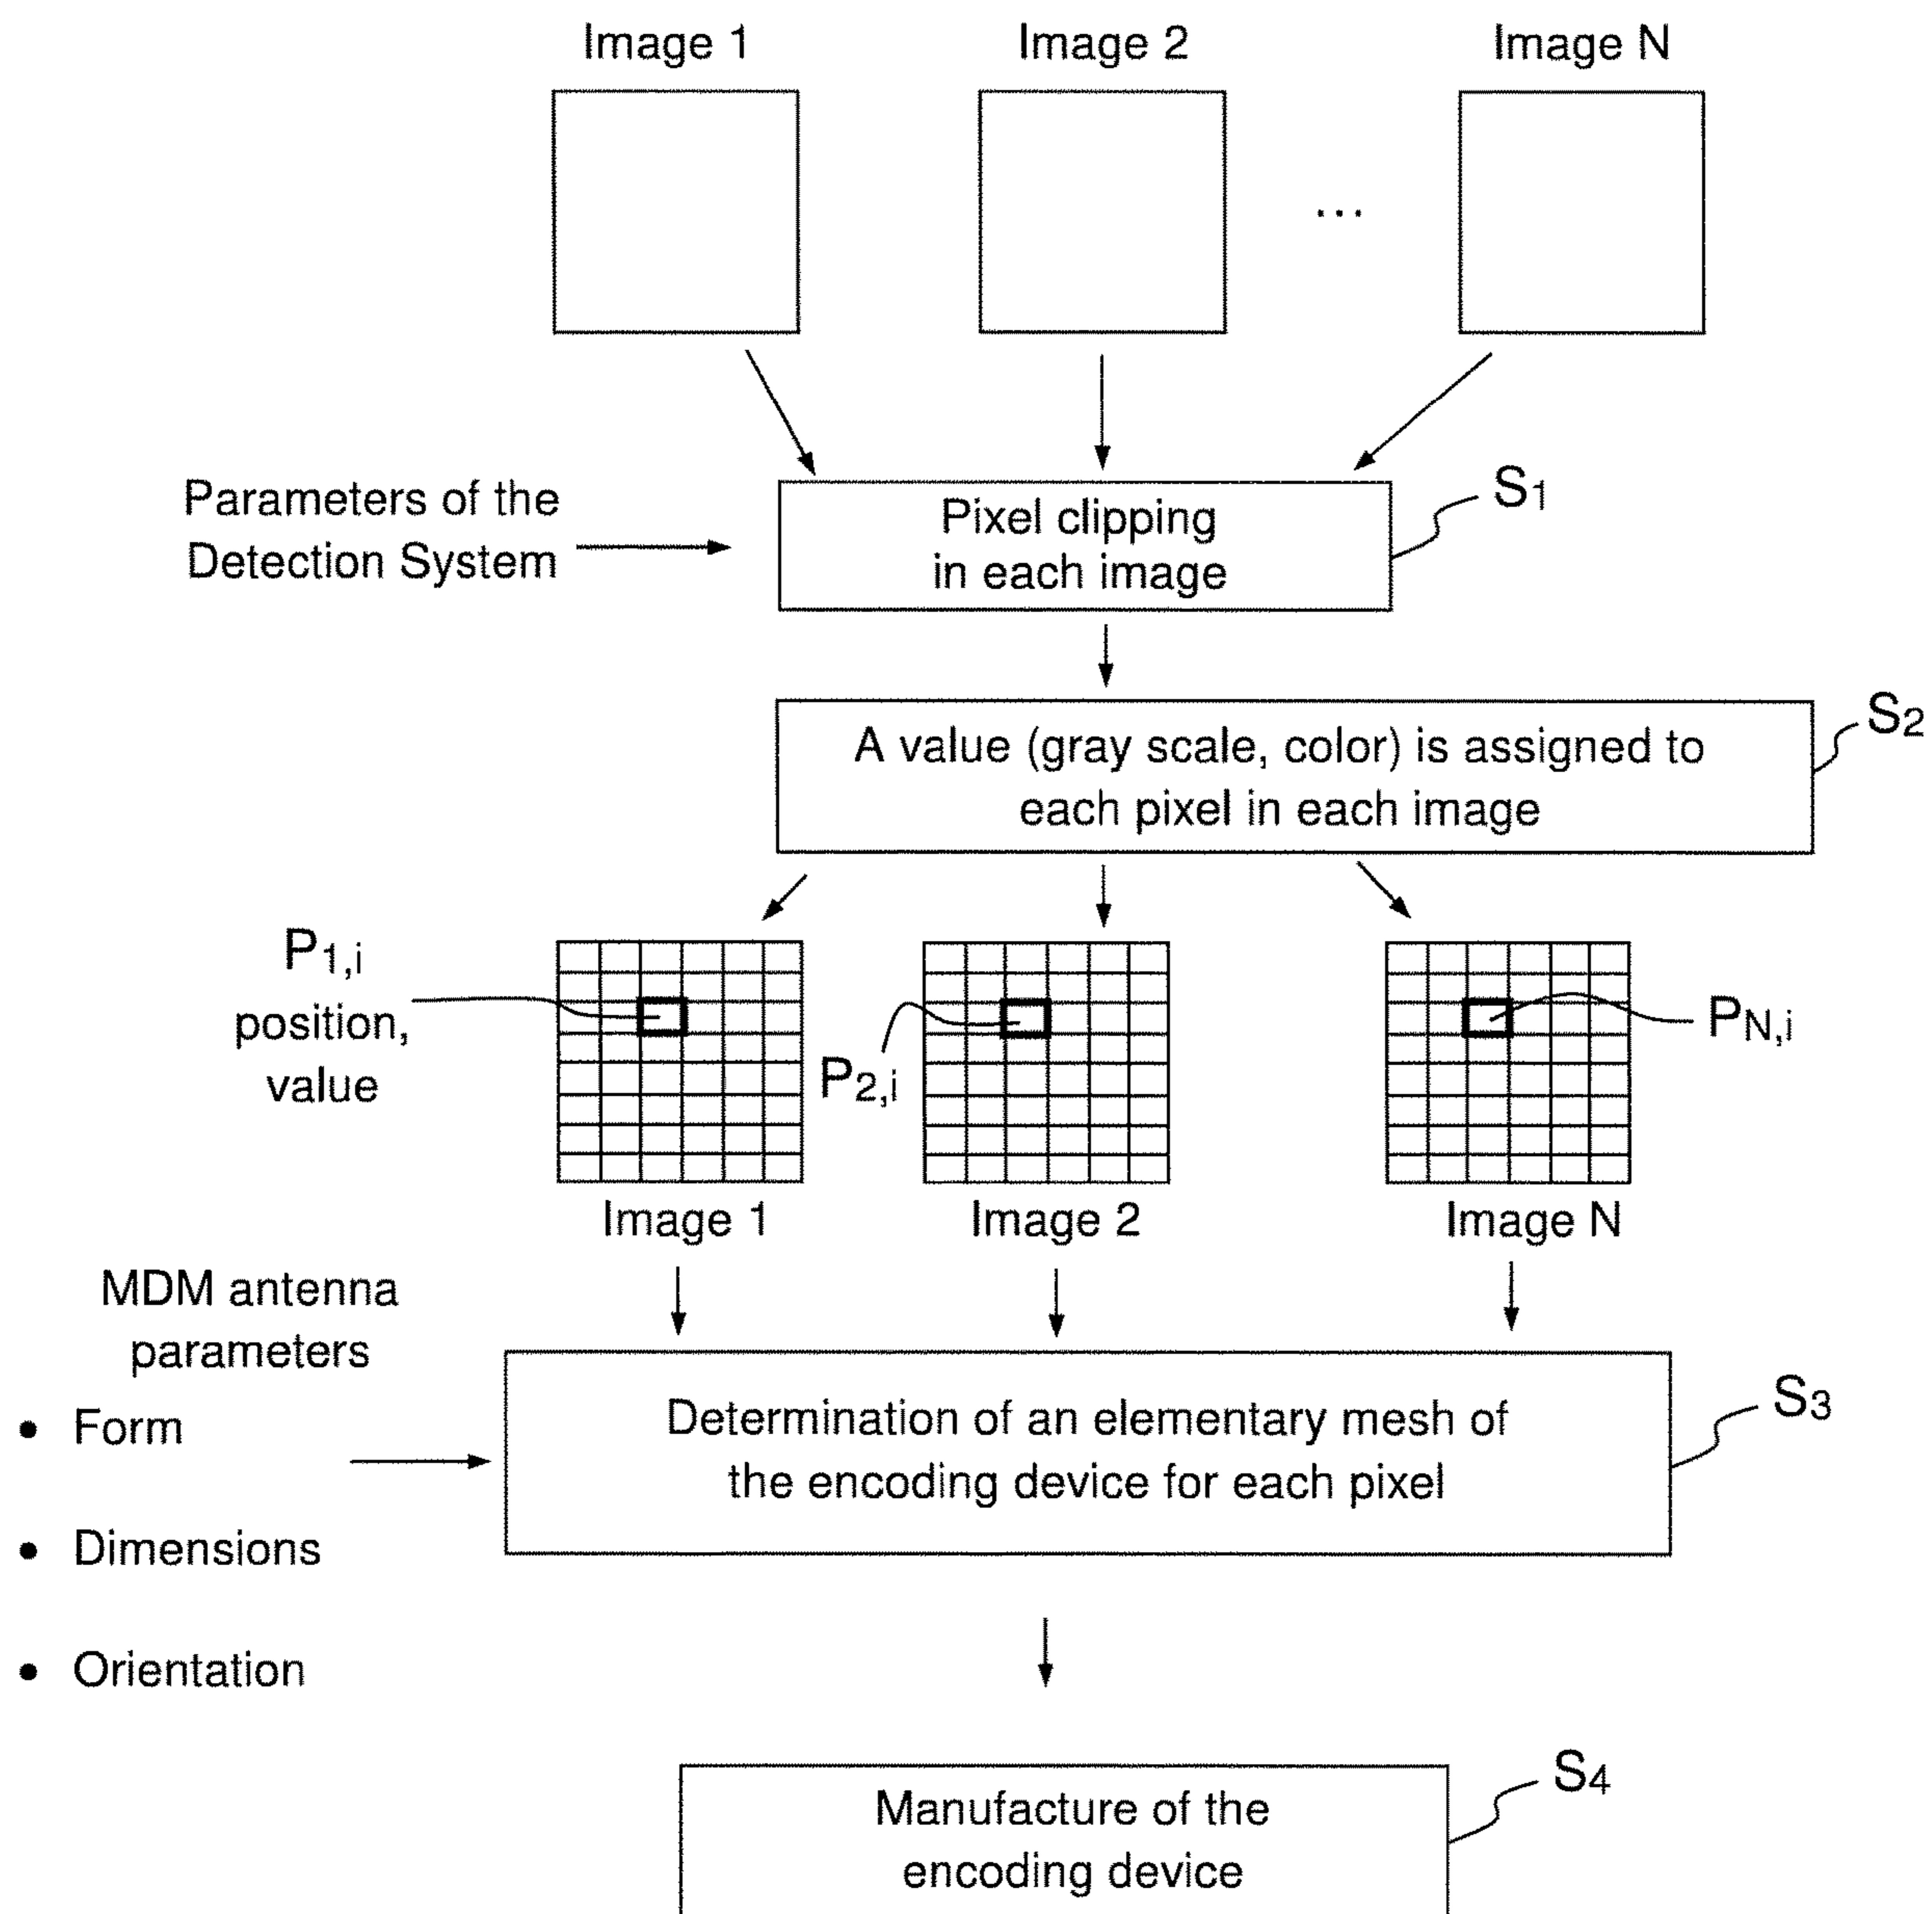 Image 1
Image 2
Image N
...
Parameters of the
Detection System
Pixel clipping
in each image
S1
A value (gray scale, color) is assigned to
each pixel in each image
S2
P1,i
position,
value
P2,i
PN,i
Image 1
Image 2
Image N
MDM antenna
parameters
• Form
• Dimensions
• Orientation
Determination of an elementary mesh of
the encoding device for each pixel
S3
Manufacture of the
encoding device
S4